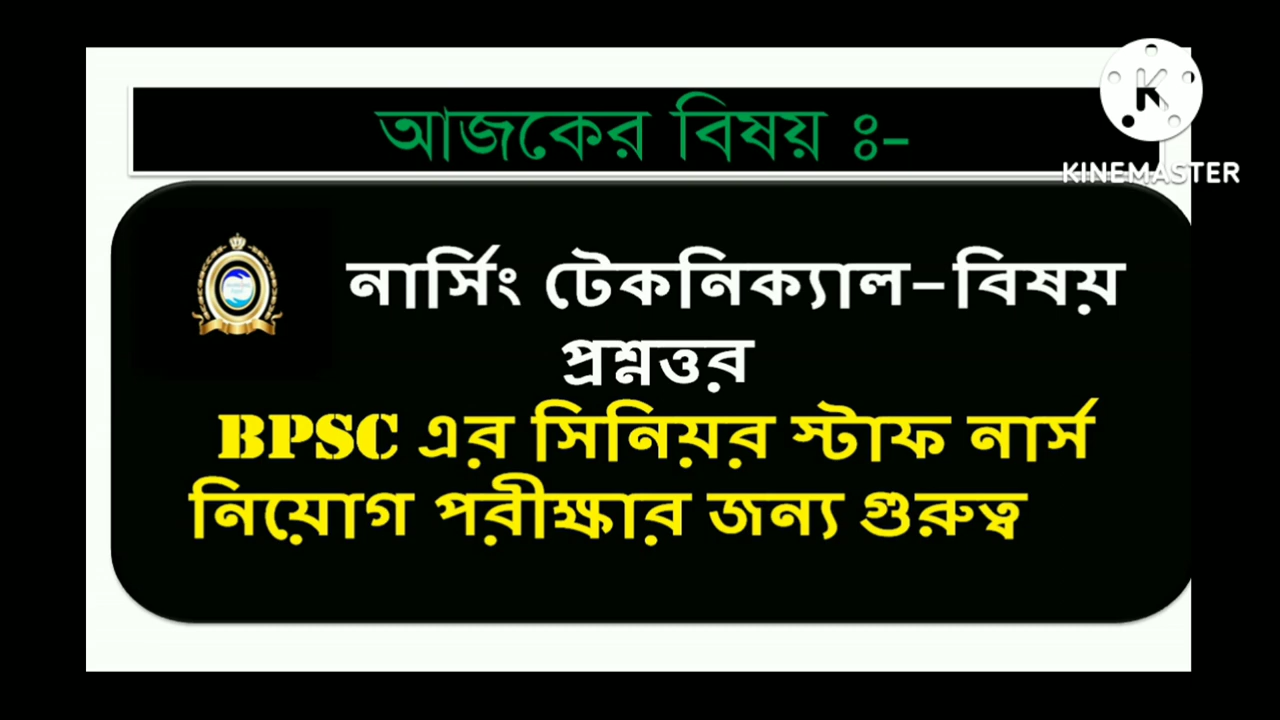 আজকের বিষয় ঃ-
KINEMASTER
নার্সিং টেকনিক্যাল-বিষয়
প্রশ্নত্তর
BPSC এর সিনিয়র স্টাফ নার্স
নিয়োগ পরীক্ষার জন্য গুরুত্ব